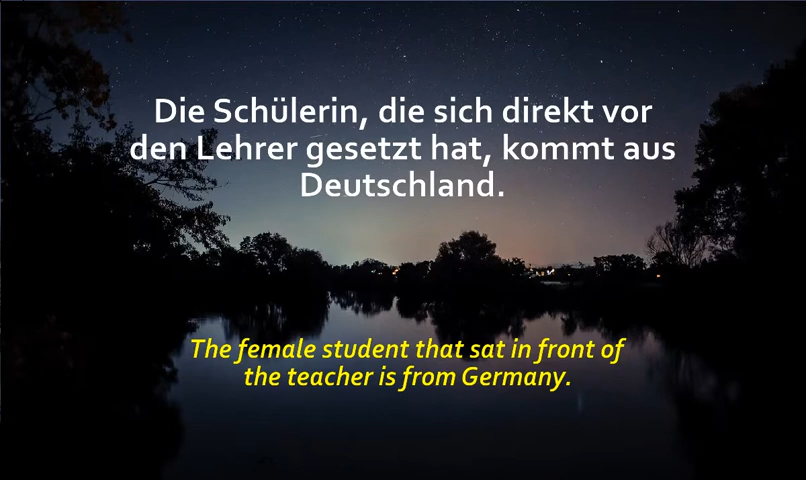 Die Schülerin, die sich direkt vor
den Lehrer gesetzt hat, kommt aus
Deutschland.
The female student that sat in front of
the teacher is from Germany.